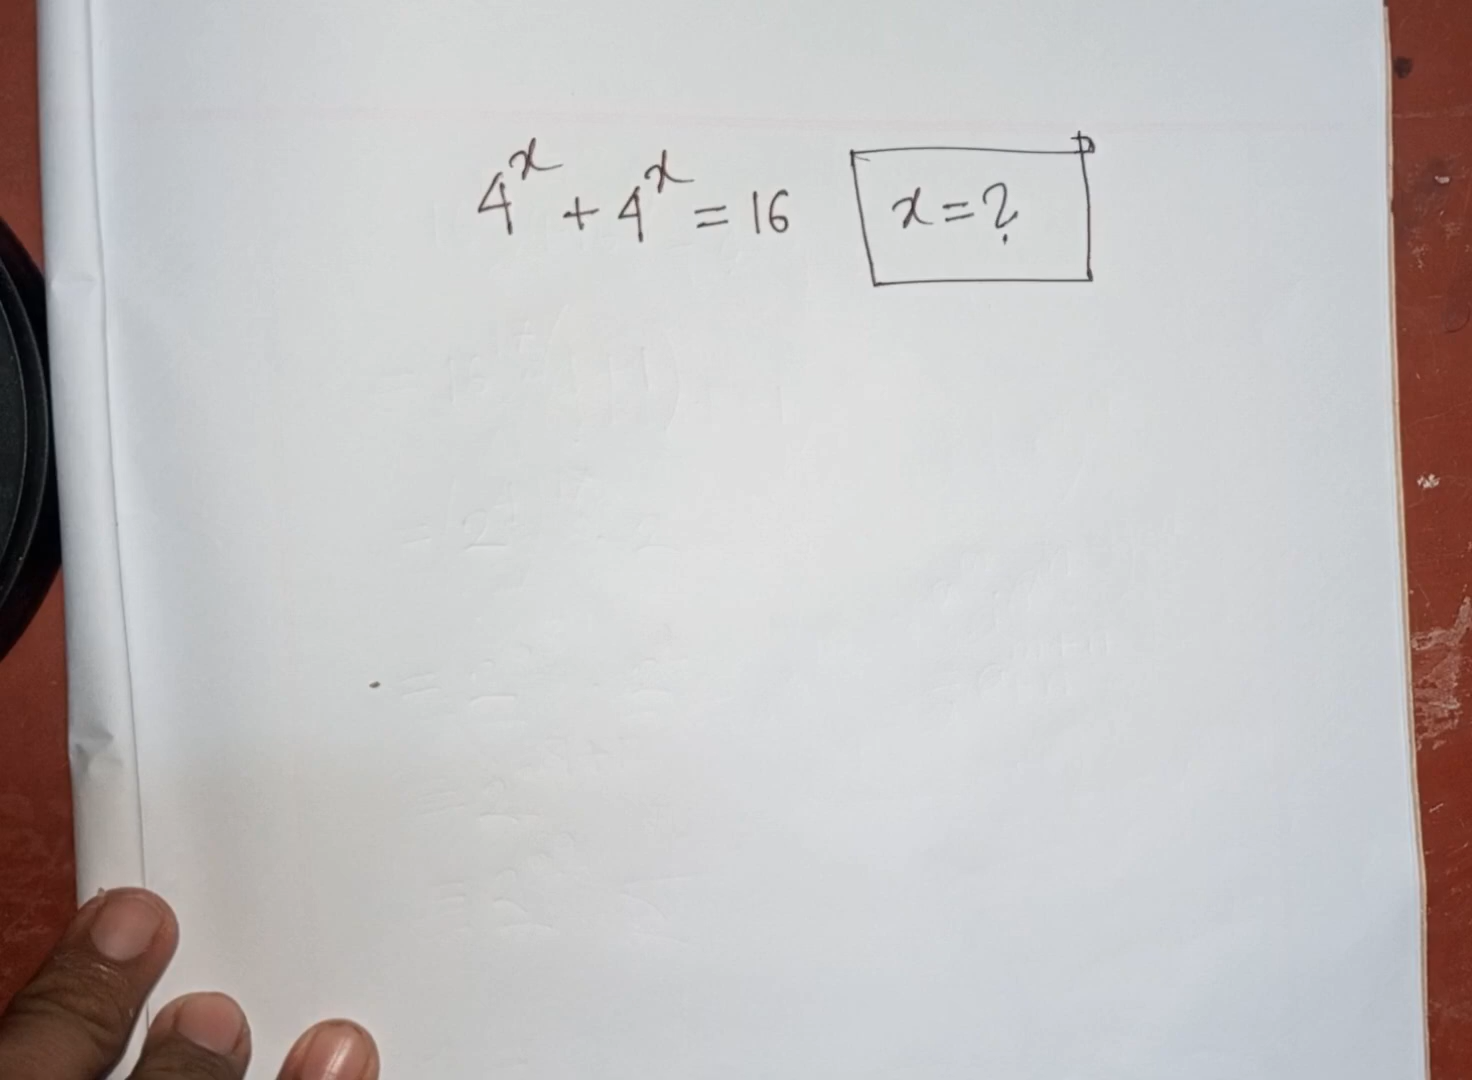 4^x + 4^x = 16 x = ?